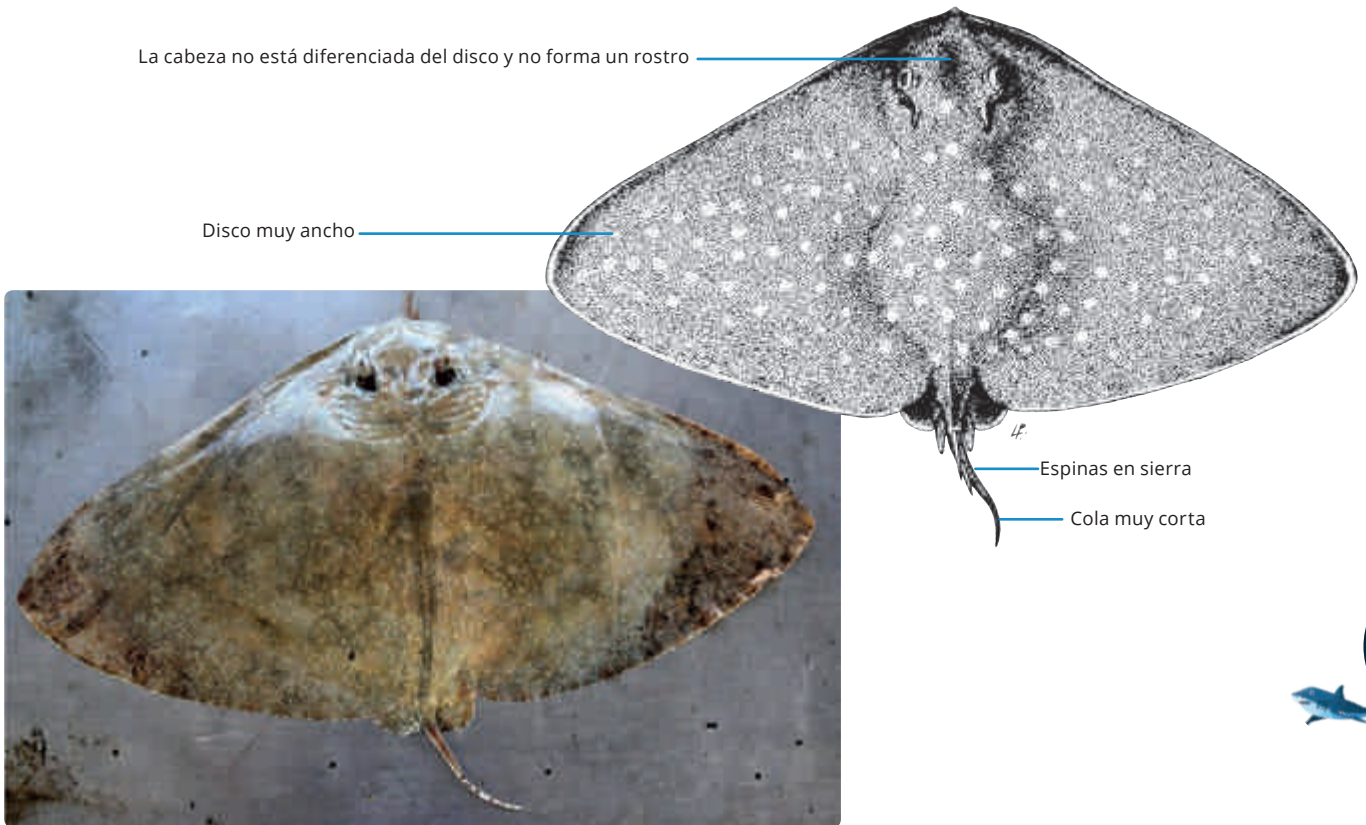 La cabeza no está diferenciada del disco y no forma un rostro
Disco muy ancho
Espinas en sierra
Cola muy corta